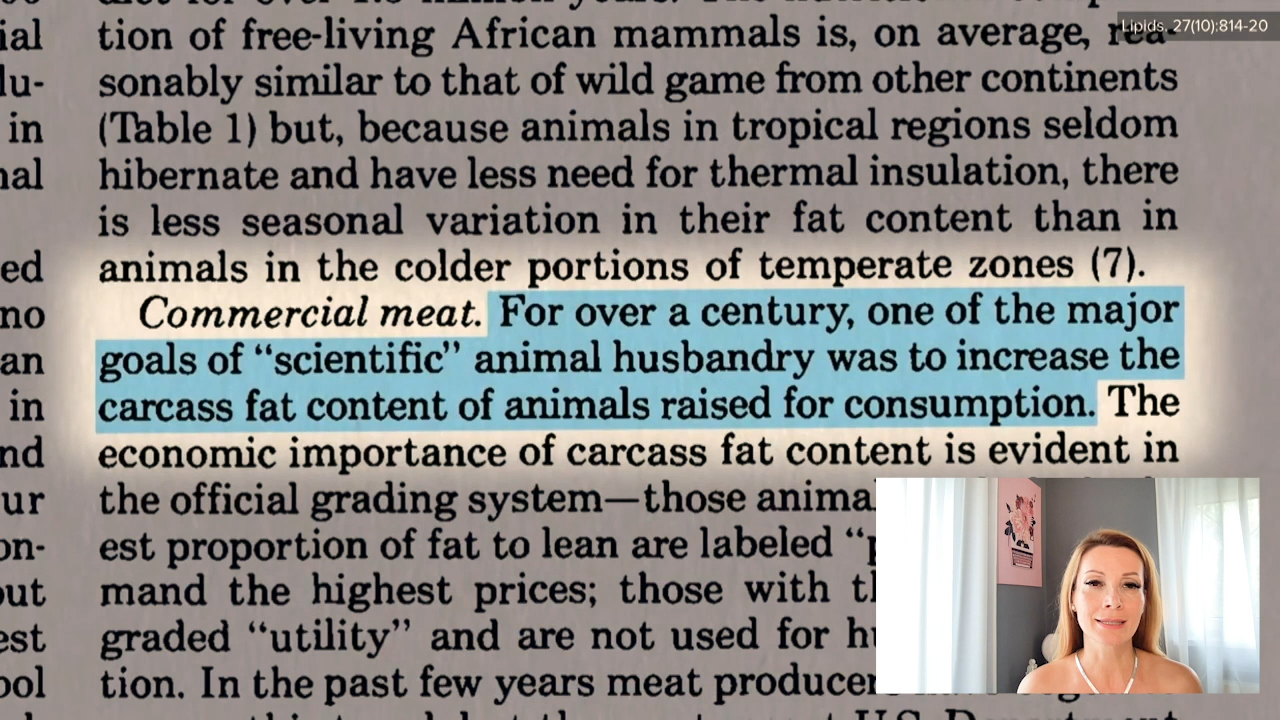 Lipids. 27(10):814-20
ial
lu-
in
nal
ed
no
an
in
nd
ur
on-
out
est
ool
tion of free-living African mammals is, on average, rea-
sonably similar to that of wild game from other continents
(Table 1) but, because animals in tropical regions seldom
hibernate and have less need for thermal insulation, there
is less seasonal variation in their fat content than in
animals in the colder portions of temperate zones (7).
Commercial meat. For over a century, one of the major
goals of “scientific” animal husbandry was to increase the
carcass fat content of animals raised for consumption. The
economic importance of carcass fat content is evident in
the official grading system—those
est proportion of fat to lean are labeled
mand the highest prices; those with
graded “utility” and are not used for
tion. In the past few years meat